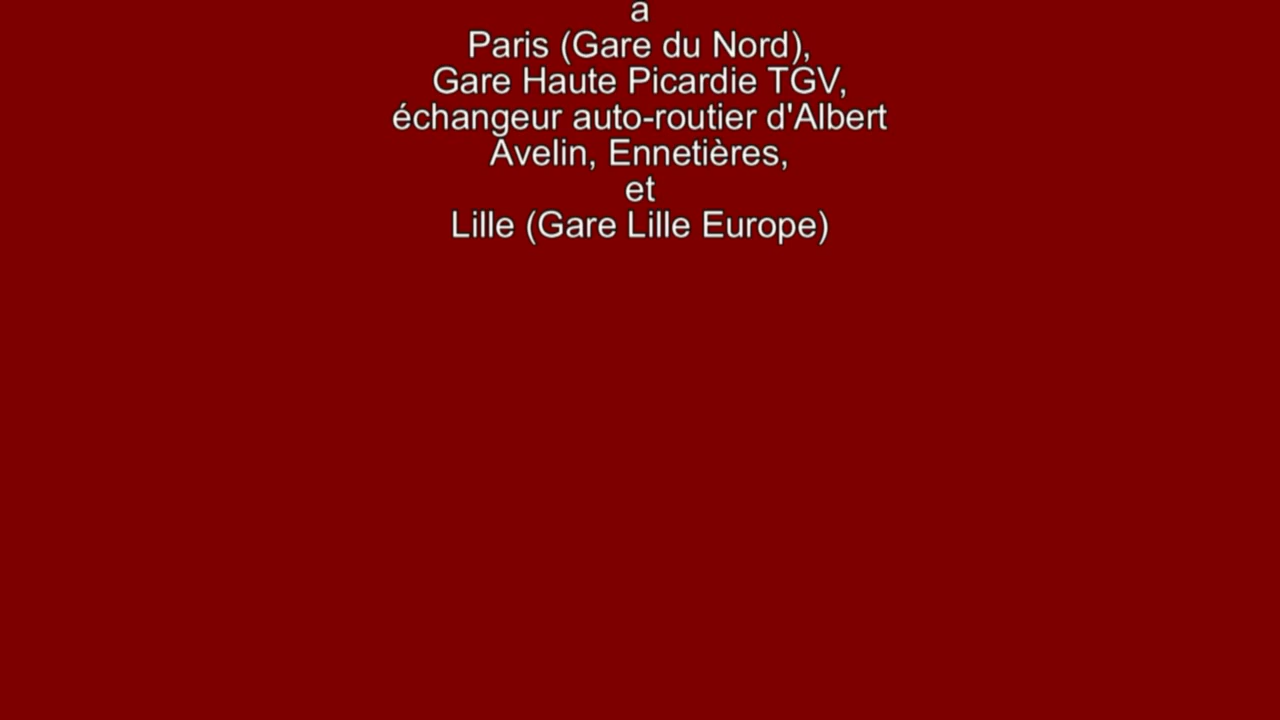 à
Paris (Gare du Nord),
Gare Haute Picardie TGV,
échangeur auto-routier d'Albert
Avelin, Ennetières,
et
Lille (Gare Lille Europe)